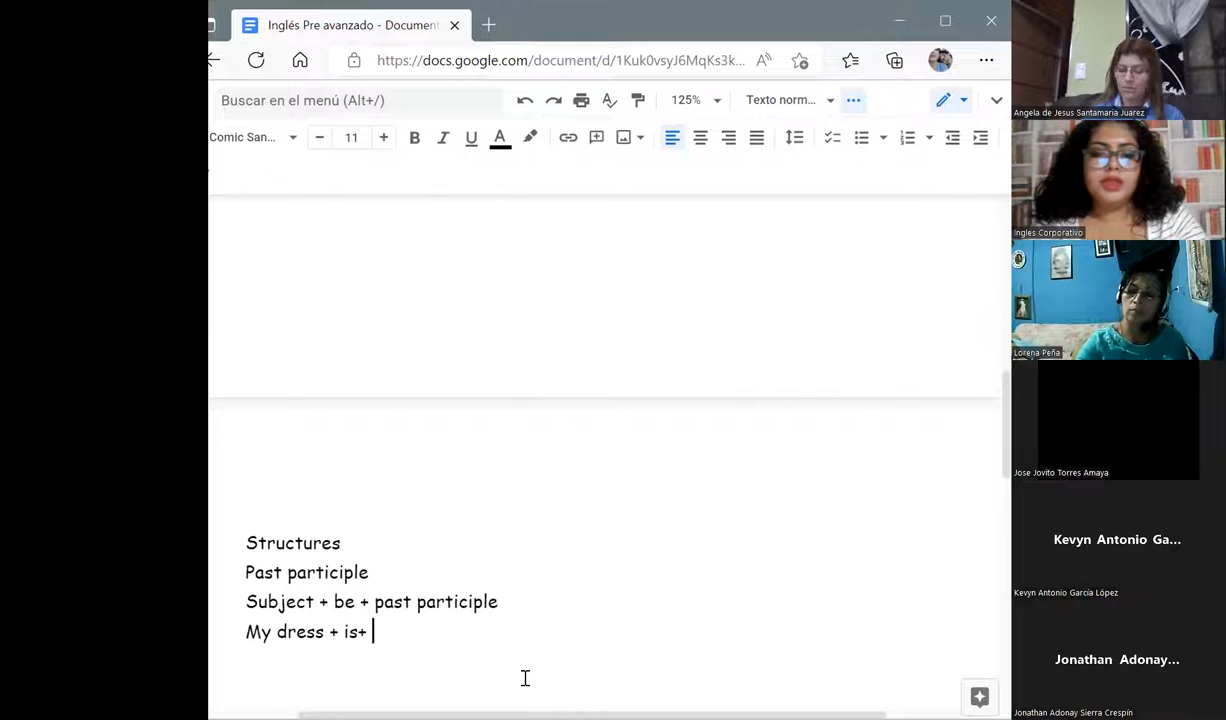 Inglés Pre avanzado - Document
https://docs.google.com/document/d/1Kuk0vsyJ6MqKs3k...
Buscar en el menú (Alt+/)
125%
Texto norm...
Comic San...
11
Structures
Past participle
Subject + be + past participle
My dress + is+
Angela de Jesus Santamaria Juarez
Ingles Corporativo
Lorena Peña
Jose Jovito Torres Amaya
Kevyn Antonio Ga...
Kevyn Antonio García López
Jonathan Adonay...
Jonathan Adonay Sierra Crespín